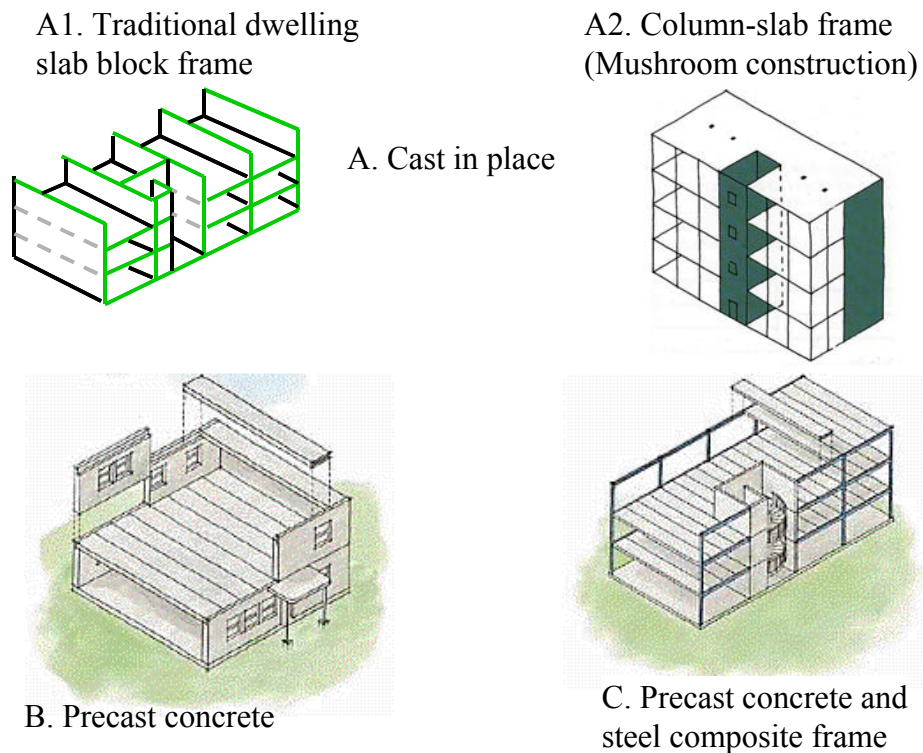 A1. Traditional dwelling
slab block frame
A2. Column-slab frame
(Mushroom construction)
A. Cast in place
B. Precast concrete
C. Precast concrete and
steel composite frame